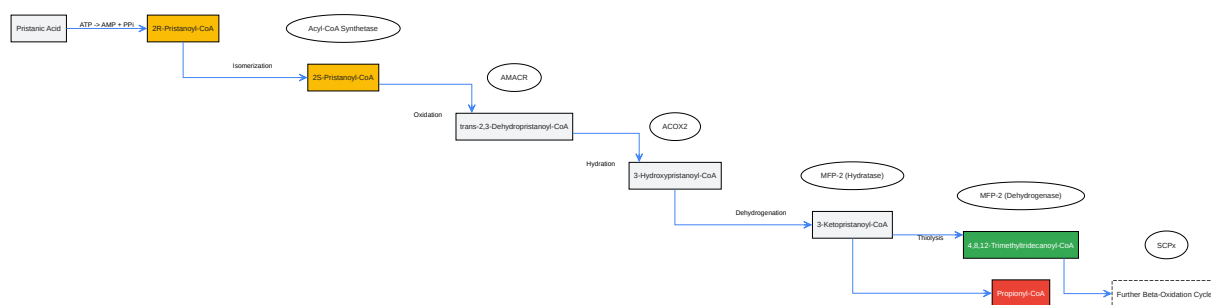 Pristanic Acid
ATP -> AMP + PPi
2R-Pristanoyl-CoA
Acyl-CoA Synthetase
Isomerization
2S-Pristanoyl-CoA
AMACR
Oxidation
trans-2,3-Dehydropristanoyl-CoA
ACOX2
Hydration
3-Hydroxypristanoyl-CoA
MFP-2 (Hydratase)
MFP-2 (Dehydrogenase)
Dehydrogenation
3-Ketopristanoyl-CoA
Thiolysis
4,8,12-Trimethyltridecanoyl-CoA
SCPx
Propionyl-CoA
Further Beta-Oxidation Cycle